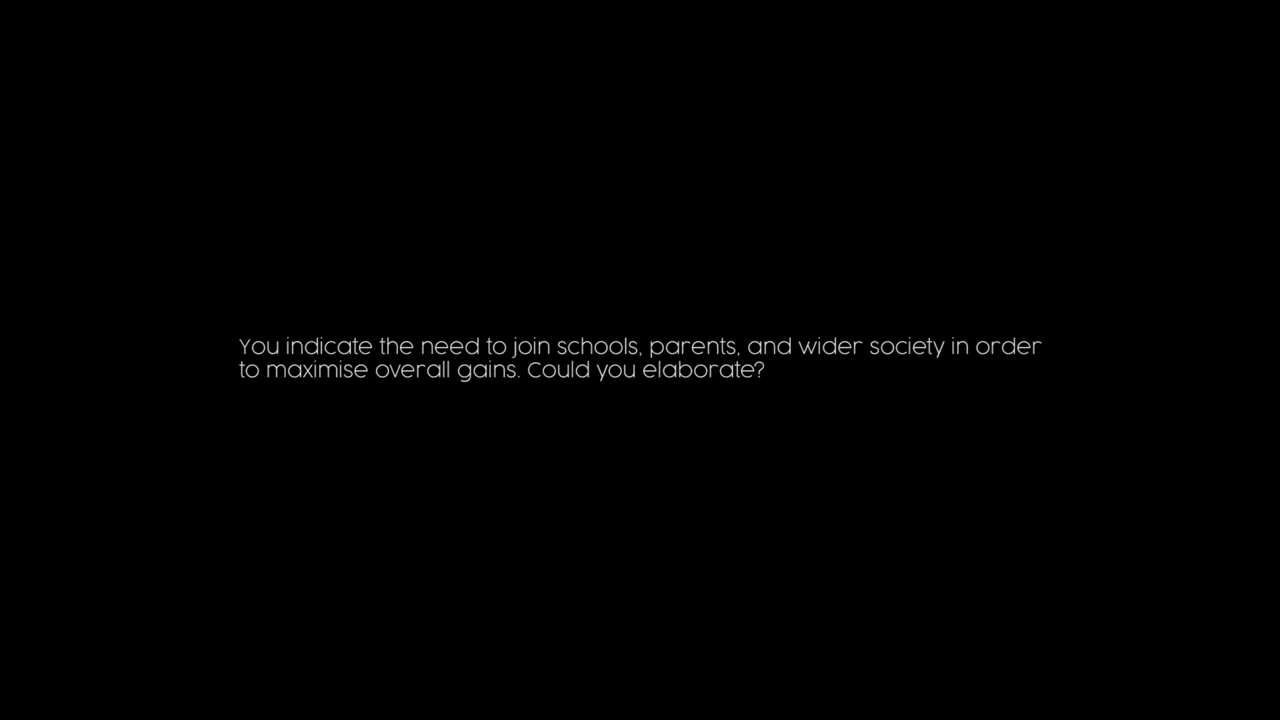 You indicate the need to join schools, parents, and wider society in order
to maximise overall gains. Could you elaborate?